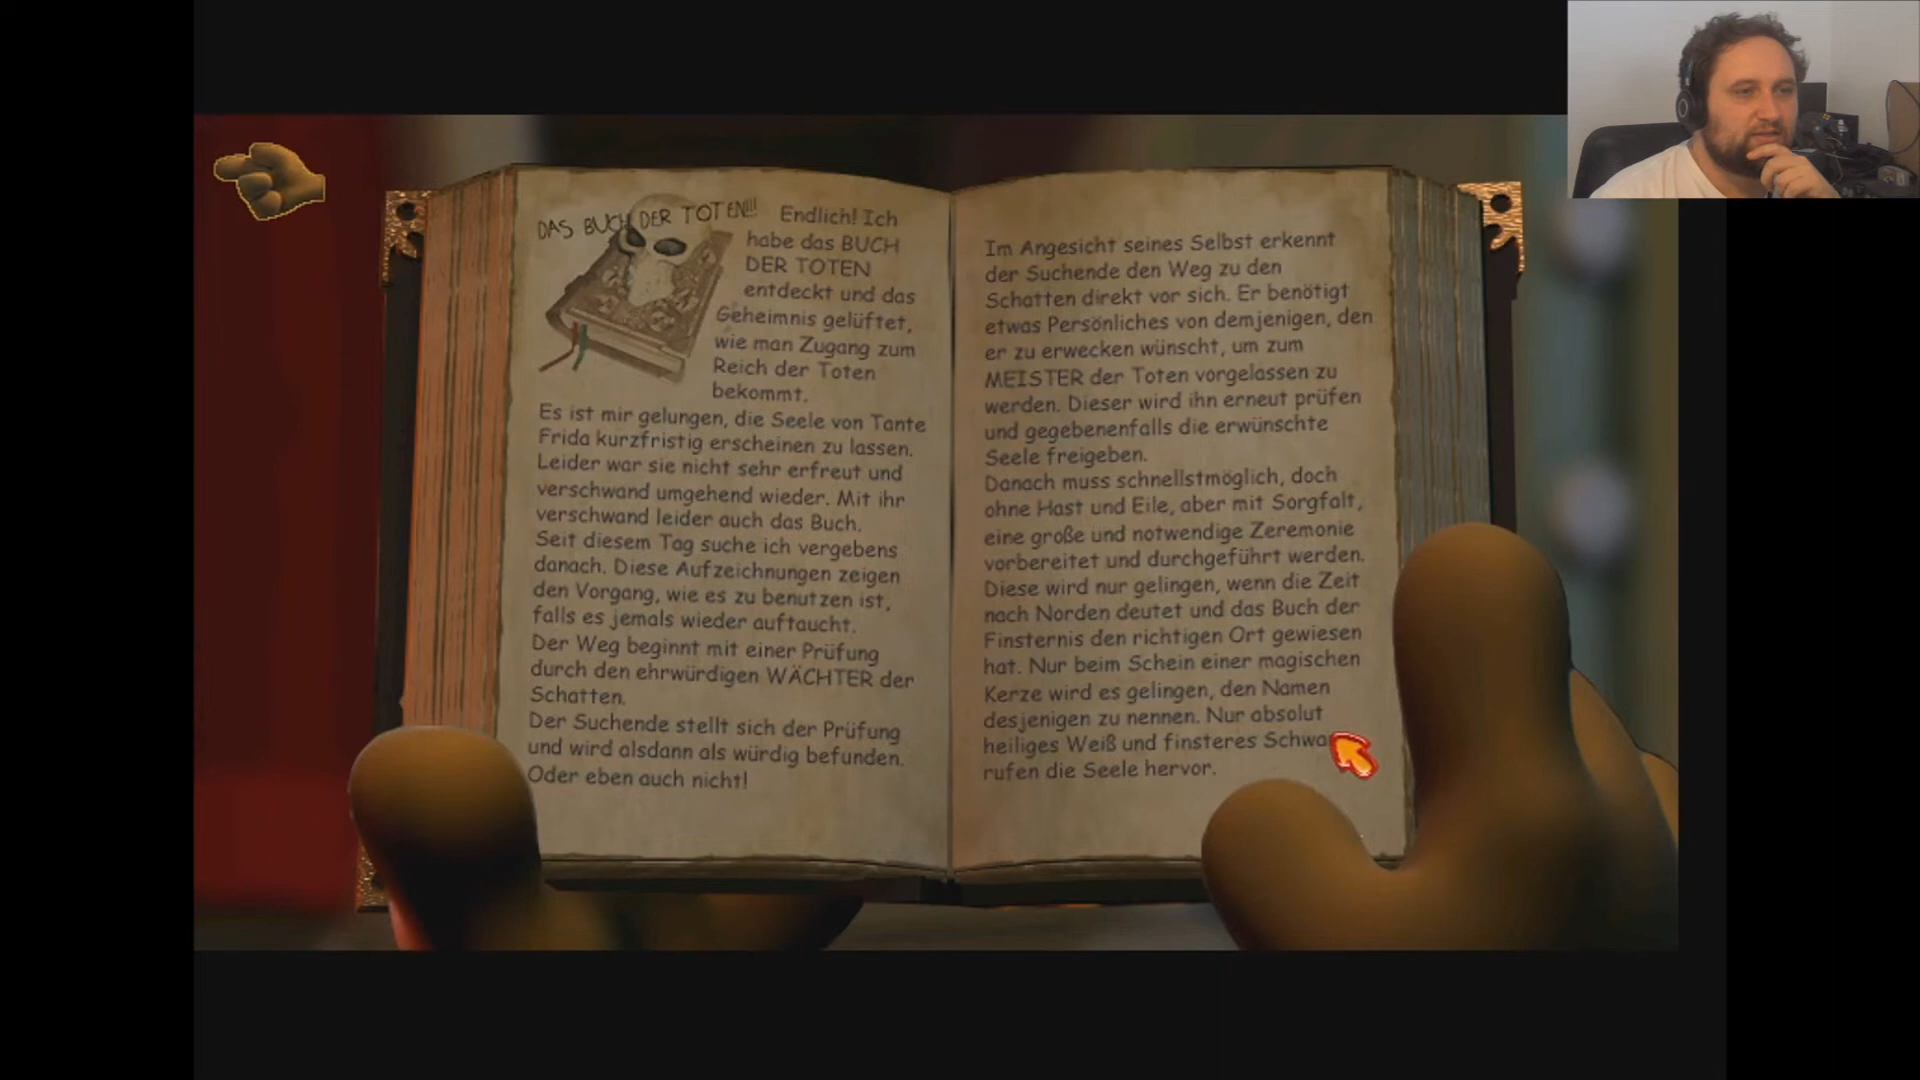 DAS BUCH DER TOTEN!!!
Endlich! Ich
habe das BUCH
DER TOTEN
entdeckt und das
Geheimnis gelüftet,
wie man Zugang zum
Reich der Toten
bekommt.
Es ist mir gelungen, die Seele von Tante
Frida kurzfristig erscheinen zu lassen.
Leider war sie nicht sehr erfreut und
verschwand umgehend wieder. Mit ihr
verschwand leider auch das Buch.
Seit diesem Tag suche ich vergebens
danach. Diese Aufzeichnungen zeigen
den Vorgang, wie es zu benutzen ist,
falls es jemals wieder auftaucht.
Der Weg beginnt mit einer Prüfung
durch den ehrwürdigen WÄCHTER der
Schatten.
Der Suchende stellt sich der Prüfung
und wird alsdann als würdig befunden.
Oder eben auch nicht!
Im Angesicht seines Selbst erkennt
der Suchende den Weg zu den
Schatten direkt vor sich. Er benötigt
etwas Persönliches von demjenigen, den
er zu erwecken wünscht, um zum
MEISTER der Toten vorgelassen zu
werden. Dieser wird ihn erneut prüfen
und gegebenenfalls die erwünschte
Seele freigeben.
Danach muss schnellstmöglich, doch
ohne Hast und Eile, aber mit Sorgfalt,
eine große und notwendige Zeremonie
vorbereitet und durchgeführt werden.
Diese wird nur gelingen, wenn die Zeit
nach Norden deutet und das Buch der
Finsternis den richtigen Ort gewiesen
hat. Nur beim Schein einer magischen
Kerze wird es gelingen, den Namen
desjenigen zu nennen. Nur absolut
heiliges Weiß und finsteres Schwa
rufen die Seele hervor.